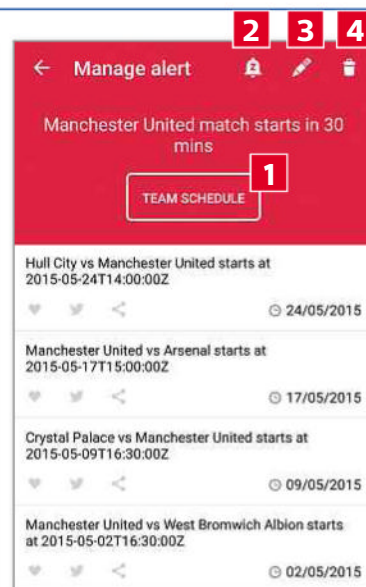 2 3 4
Manage alert
Manchester United match starts in 30
mins
1
TEAM SCHEDULE
Hull City vs Manchester United starts at
2015-05-24T14:00:00Z
24/05/2015
Manchester United vs Arsenal starts at
2015-05-17T15:00:00Z
17/05/2015
Crystal Palace vs Manchester United starts at
2015-05-09T16:30:00Z
09/05/2015
Manchester United vs West Bromwich Albion starts
at 2015-05-02T16:30:00Z
02/05/2015